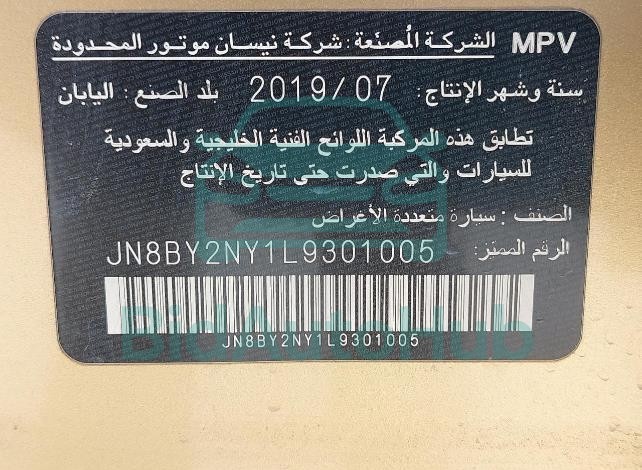 MPV الشركة المُصنّعة: شركة نيسان موتور المحدودة
سنة وشهر الإنتاج: 2019/07 بلد الصنع: اليابان
تطابق هذه المركبة اللوائح الفنية الخليجية والسعودية
للسيارات والتي صدرت حتى تاريخ الإنتاج
الصنف: سيارة متعددة الأغراض
الرقم المميز: JN8BY2NY1L9301005
JN8BY2NY1L9301005
BidAutoHub